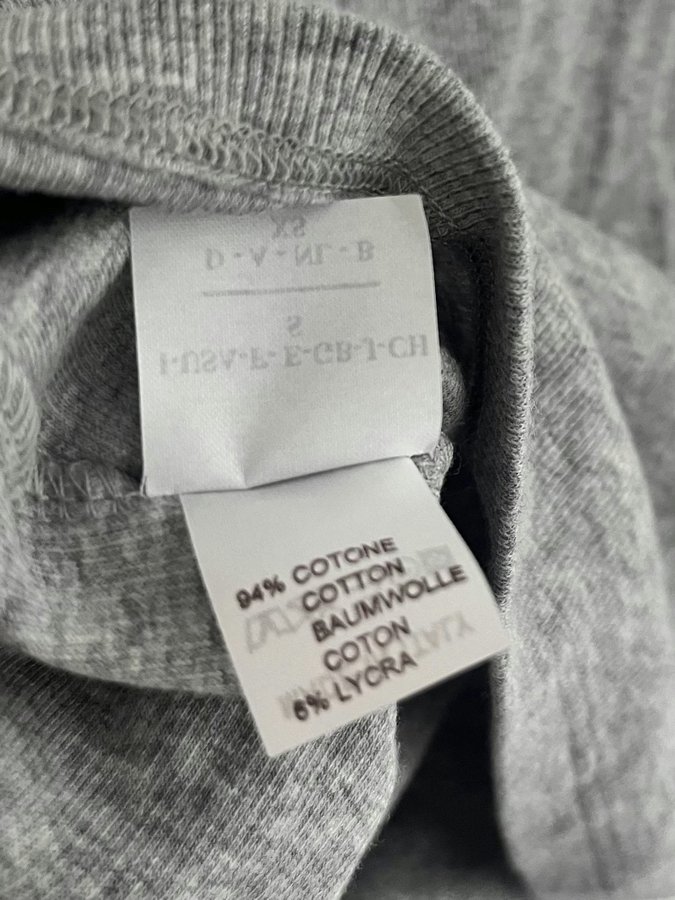 XS
D - A - NL - B
S
I-USA-F- E-GB-J-CH
94% COTONE
COTTON
BAUMWOLLE
COTON
6% LYCRA